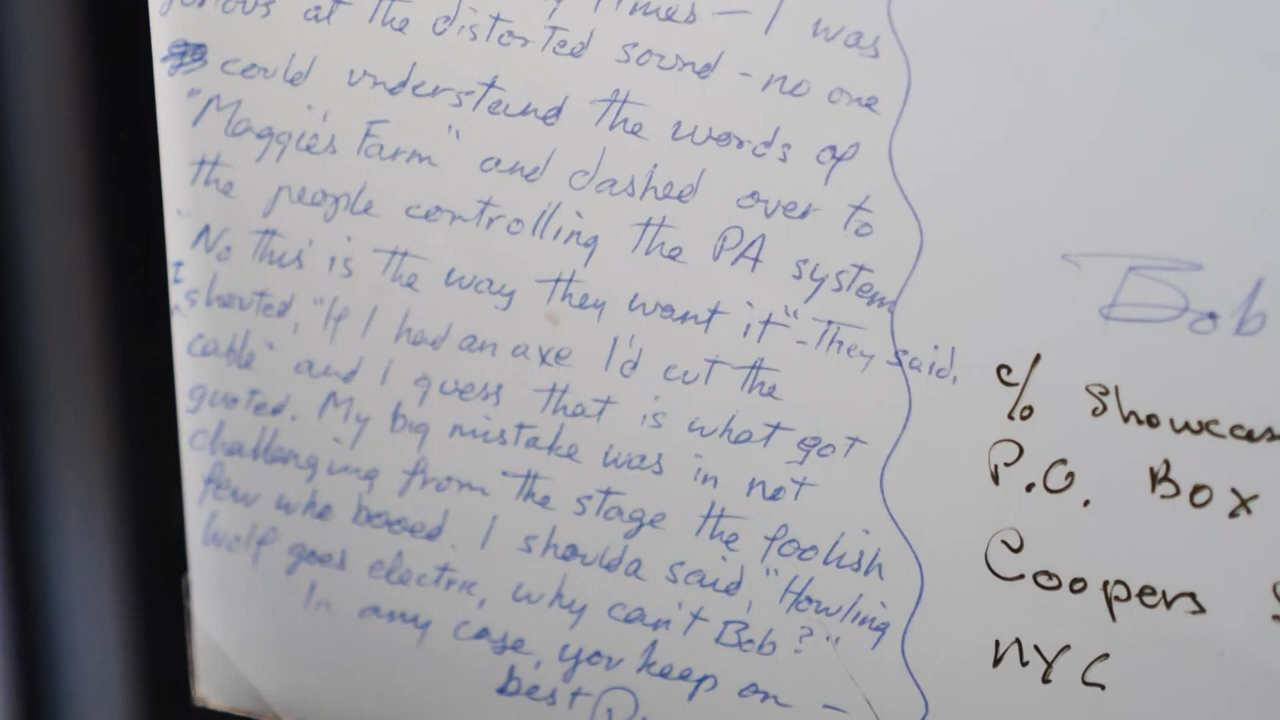 Times — I was
furious at the distorted sound - no one
could understand the words of
"Maggie's Farm" and dashed over to
the people controlling the PA system
"No this is the way they want it" - They said.
I shouted, "If I had an axe I'd cut the
cable" and I guess that is what got
quoted. My big mistake was in not
challenging from the stage the foolish
few who booed. I shoulda said, "Howling
Wolf goes electric, why can't Bob?"
In any case, you keep on -
best
Bob
c/o Showcas
P.O. Box
Coopers
NYC